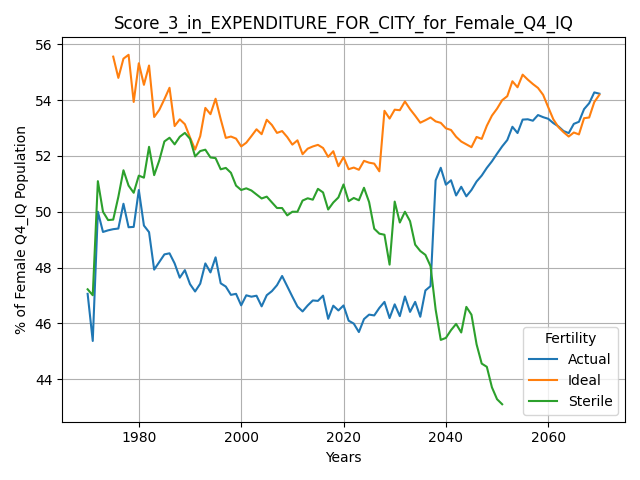 Score_3_in_EXPENDITURE_FOR_CITY_for_Female_Q4_IQ
% of Female Q4_IQ Population
56
54
52
50
48
46
44
Fertility
Actual
Ideal
Sterile
1980
2000
2020
2040
2060
Years